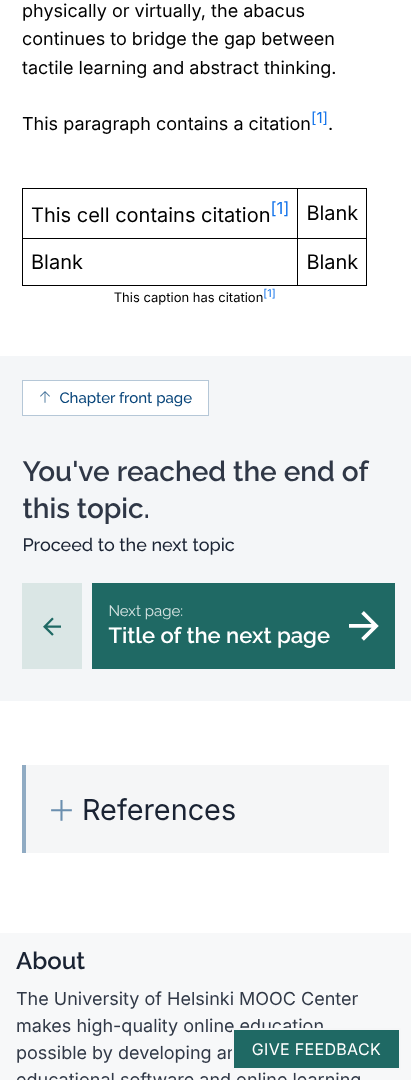 physically or virtually, the abacus
continues to bridge the gap between
tactile learning and abstract thinking.
This paragraph contains a citation[1].
This cell contains citation[1] Blank
Blank Blank
This caption has citation[1]
↑ Chapter front page
You've reached the end of
this topic.
Proceed to the next topic
Next page:
Title of the next page
+ References
About
The University of Helsinki MOOC Center
makes high-quality online education
possible by developing
educational software and online learning
GIVE FEEDBACK